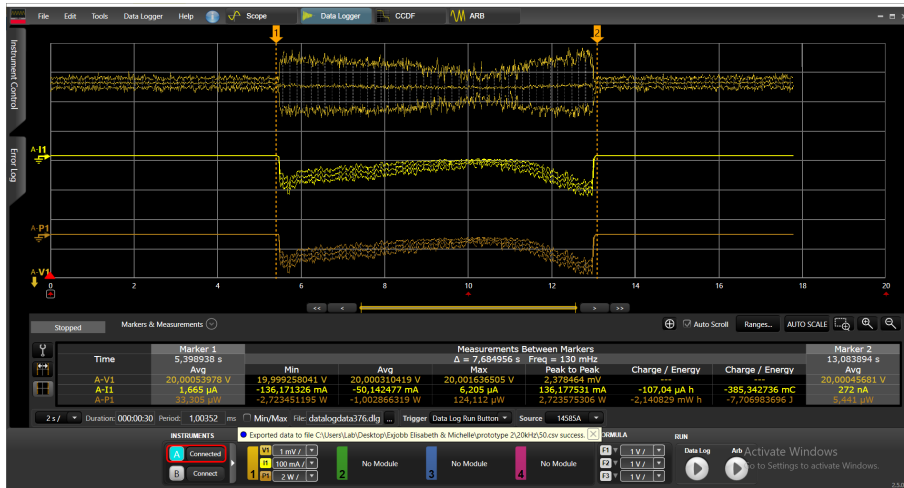 File Edit Tools Data Logger Help i Scope Data Logger CCDF ARB
Instrument Control
Error Log
1 2
A-I1
A-P1
A-V1
0 2 4 6 8 10 12 14 16 18 20
<< < > >>
Stopped Markers & Measurements Auto Scroll Ranges... AUTO SCALE
Marker 1 Measurements Between Markers Marker 2
Time 5,398938 s Δ = 7,684956 s Freq = 130 mHz 13,083894 s
Avg Min Avg Max Peak to Peak Charge / Energy Charge / Energy Avg
A-V1 20,00053978 V 19,999258041 V 20,000310419 V 20,001636505 V 2,378464 mV --- --- 20,00045681 V
A-I1 1,665 µA -136,171326 mA -50,142477 mA 6,205 µA 136,177531 mA -107,04 µA h -385,342736 mC 272 nA
A-P1 33,305 µW -2,723451195 W -1,002866319 W 124,112 µW 2,723575306 W -2,140829 mW h -7,706983696 J 5,441 µW
2 s / Duration: 000:00:30 Period: 1,00352 ms Min/Max File: datalogdata376.dlg ... Trigger Data Log Run Button Source 14585A
INSTRUMENTS Exported data to file C:\Users\Lab\Desktop\Exjobb Elisabeth & Michelle\prototype 2\20kHz\50.csv success. ORMULA RUN
A Connected V1 1 mV / F1 1 V / Data Log Arb Activate Windows
I1 100 mA / No Module No Module No Module F2 1 V / Go to Settings to activate Windows.
B Connect 1 P1 2 W / 2 3 4 F3 1 V /
2.5.0